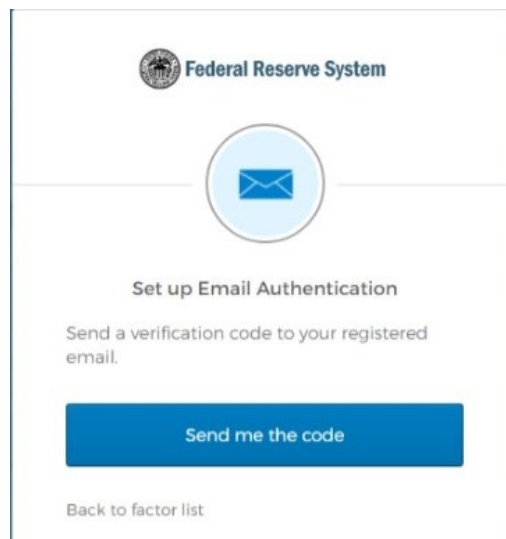 Federal Reserve System
Set up Email Authentication
Send a verification code to your registered
email.
Send me the code
Back to factor list